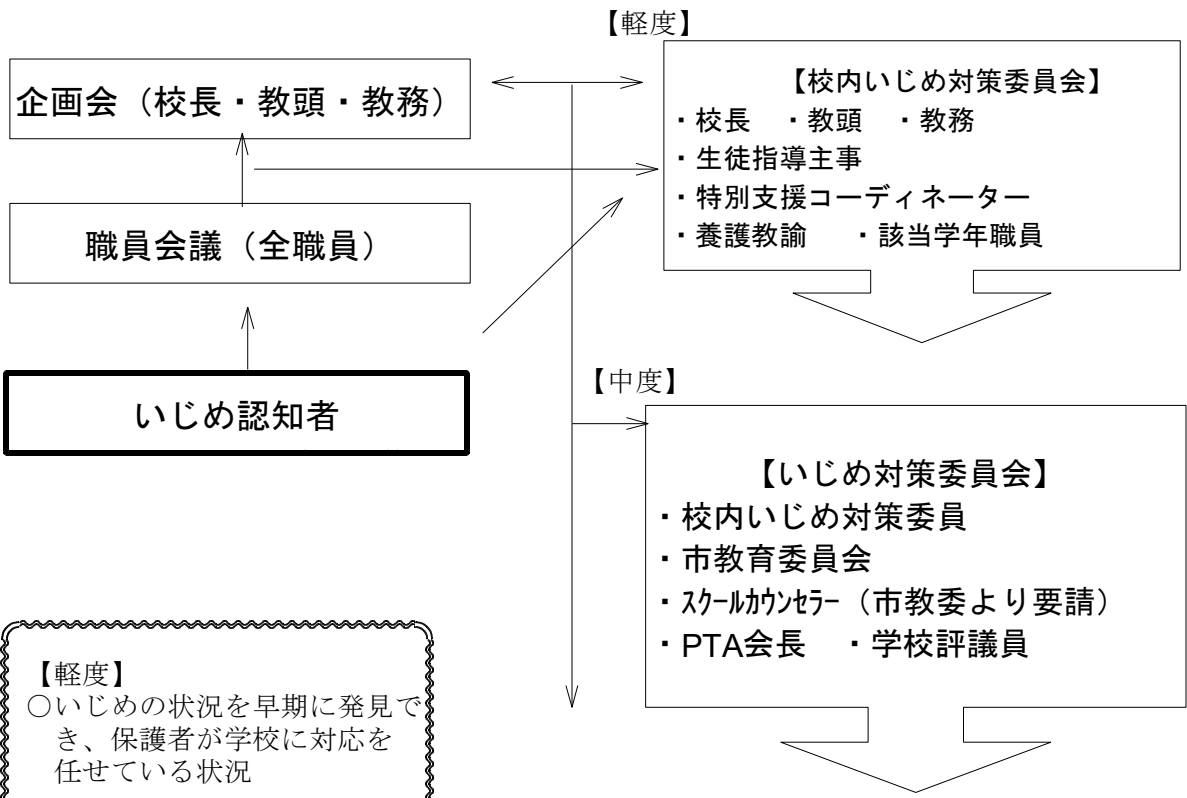 【軽度】
企画会（校長・教頭・教務）
職員会議（全職員）
いじめ認知者
【校内いじめ対策委員会】
・校長　・教頭　・教務
・生徒指導主事
・特別支援コーディネーター
・養護教諭　・該当学年職員
【中度】
【いじめ対策委員会】
・校内いじめ対策委員
・市教育委員会
・ｽｸｰﾙｶｳﾝｾﾗｰ（市教委より要請）
・PTA会長　・学校評議員
【軽度】
○いじめの状況を早期に発見で
き、保護者が学校に対応を
任せている状況